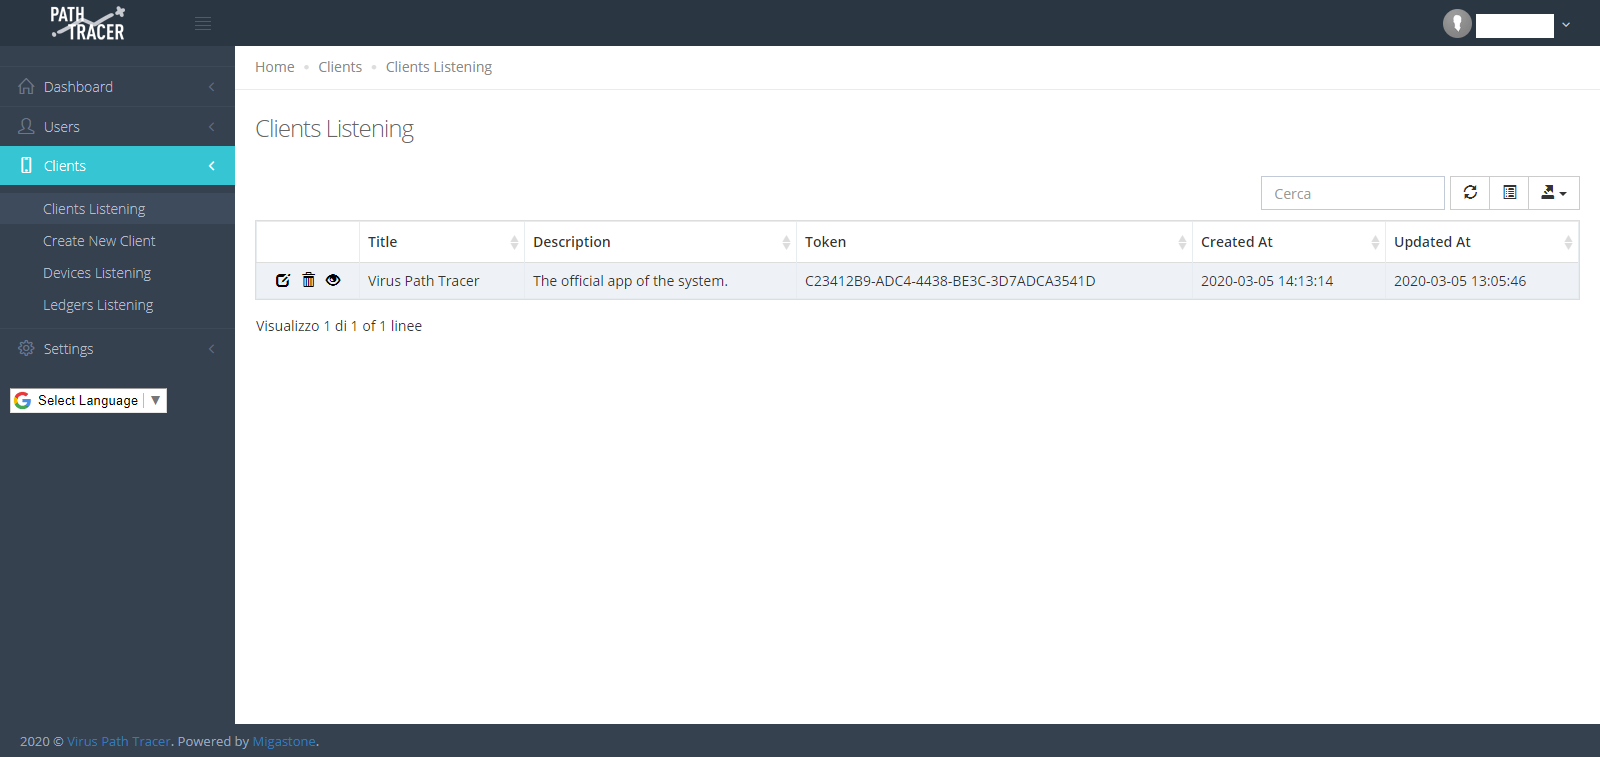 PATH
TRACER
Home Clients Clients Listening
Dashboard
Users
Clients
Clients Listening
Create New Client
Devices Listening
Ledgers Listening
Settings
Select Language ▼
Clients Listening
Cerca
Title Description Token Created At Updated At
Virus Path Tracer The official app of the system. C23412B9-ADC4-4438-BE3C-3D7ADCA3541D 2020-03-05 14:13:14 2020-03-05 13:05:46
Visualizzo 1 di 1 of 1 linee
2020 © Virus Path Tracer. Powered by Migastone.